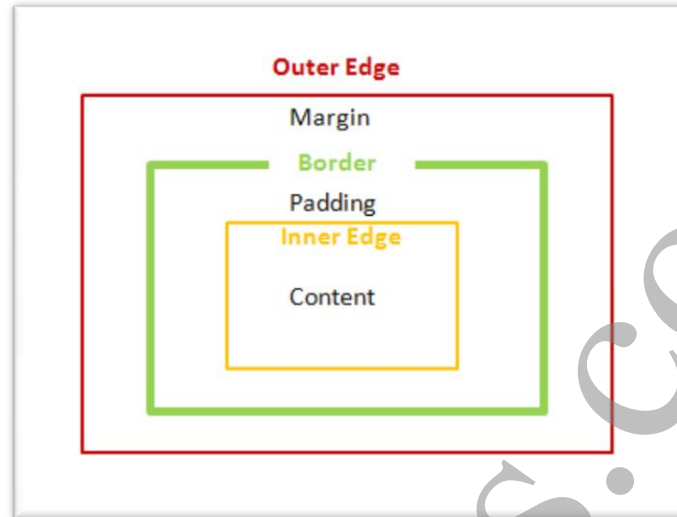 Outer Edge
Margin
Border
Padding
Inner Edge
Content